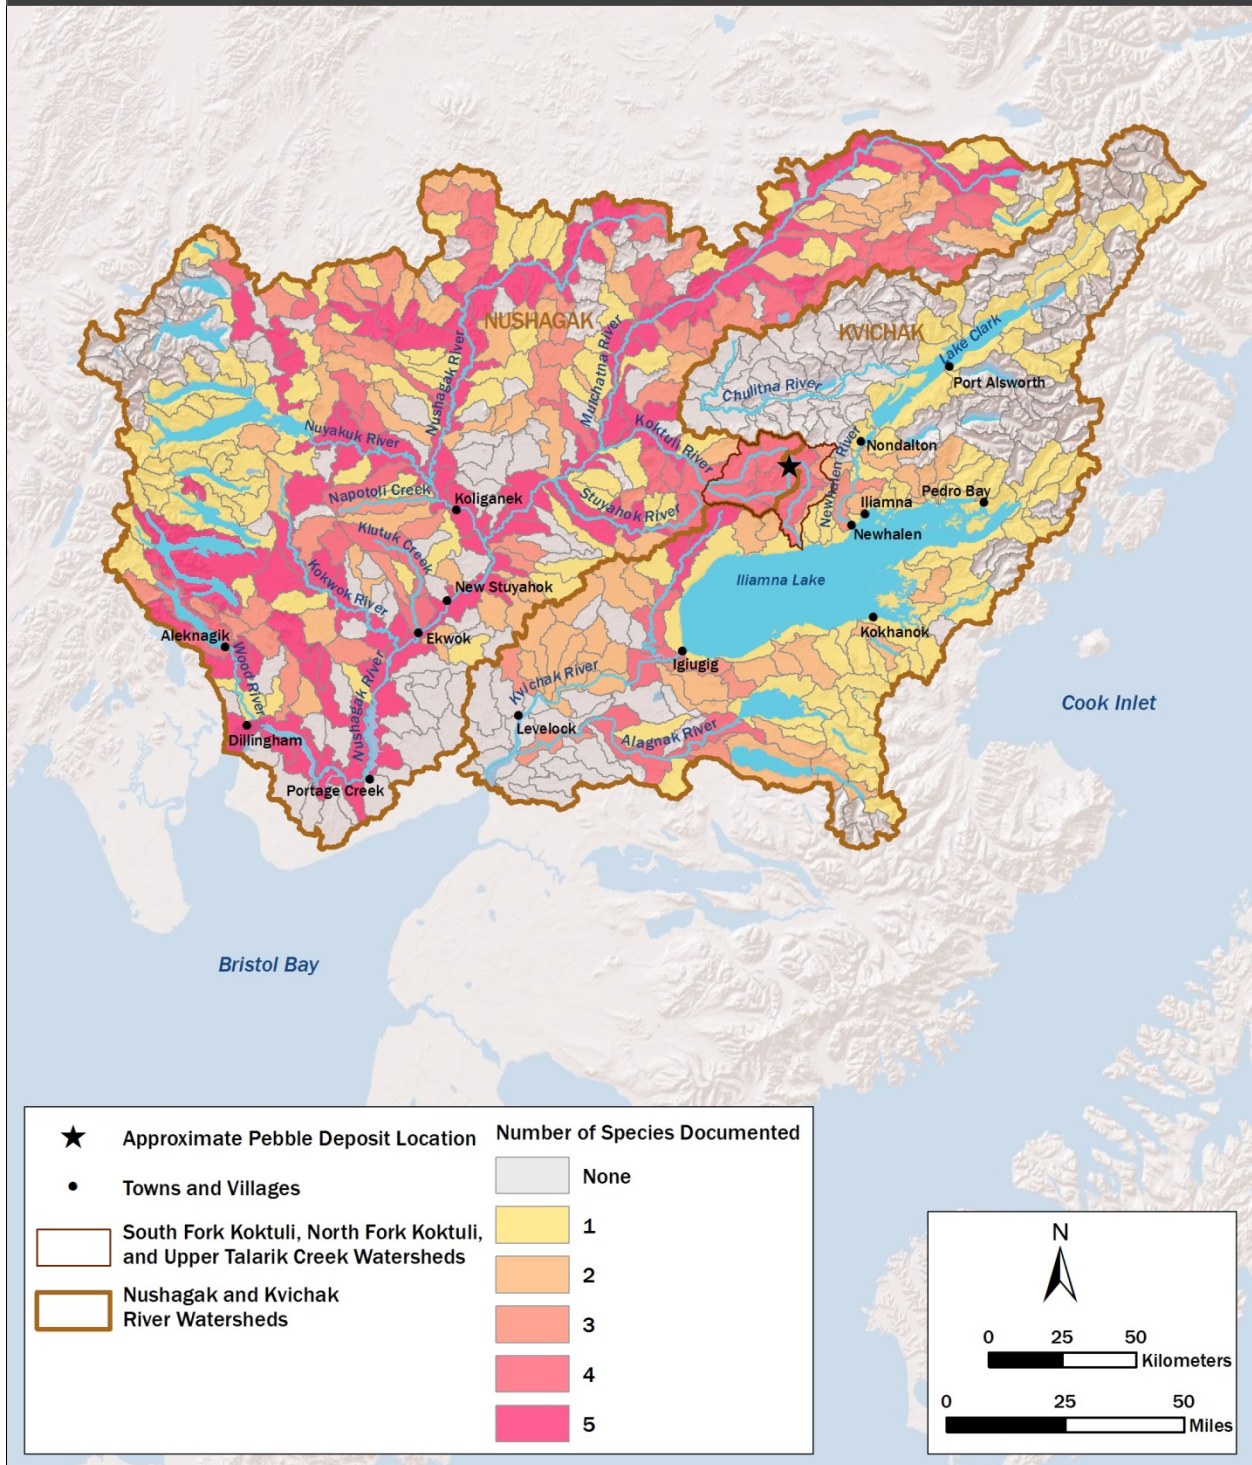 NUSHAGAK
KVICHAK
Lake Clark
Port Alsworth
Chulitna River
Nushagak River
Mulchatna River
Koktuli River
Nuyakuk River
Nondalton
Newhalen River
Napotoli Creek
Koliganek
Stuyahok River
Iliamna
Pedro Bay
Newhalen
Klutuk Creek
Iliamna Lake
Kokwok River
New Stuyahok
Kokhanok
Aleknagik
Ekwok
Igiugig
Wood River
Nushagak River
Kvichak River
Cook Inlet
Levelock
Alagnak River
Dillingham
Portage Creek
Bristol Bay
Approximate Pebble Deposit Location
Towns and Villages
South Fork Koktuli, North Fork Koktuli,
and Upper Talarik Creek Watersheds
Nushagak and Kvichak
River Watersheds
Number of Species Documented
None
1
2
3
4
5
N
0 25 50
Kilometers
0 25 50
Miles